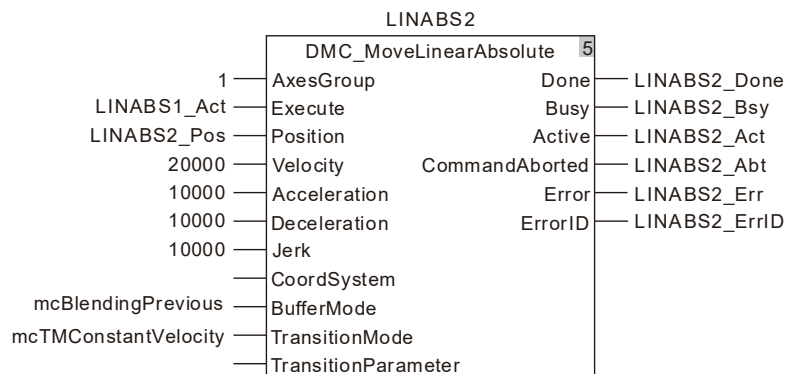 LINABS2
DMC_MoveLinearAbsolute 5
1 AxesGroup Done LINABS2_Done
LINABS1_Act Execute Busy LINABS2_Bsy
LINABS2_Pos Position Active LINABS2_Act
20000 Velocity CommandAborted LINABS2_Abt
10000 Acceleration Error LINABS2_Err
10000 Deceleration ErrorID LINABS2_ErrID
10000 Jerk
CoordSystem
mcBlendingPrevious BufferMode
mcTMConstantVelocity TransitionMode
TransitionParameter